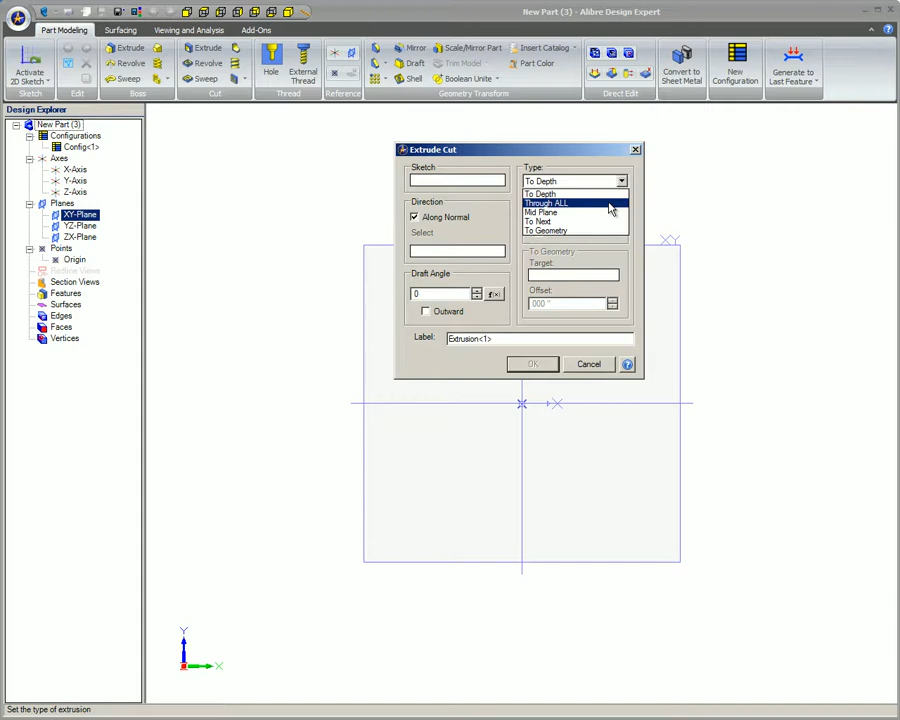 New Part (3) - Alibre Design Expert
Part Modeling
Surfacing
Viewing and Analysis
Add-Ons
Activate
2D Sketch
Sketch
Edit
Extrude
Revolve
Sweep
Boss
Extrude
Revolve
Sweep
Cut
Hole
External
Thread
Thread
Reference
Mirror
Draft
Shell
Scale/Mirror Part
Trim Model
Boolean Unite
Insert Catalog
Part Color
Geometry Transform
Direct Edit
Convert to
Sheet Metal
New
Configuration
Generate to
Last Feature
Design Explorer
New Part (3)
Configurations
Config<1>
Axes
X-Axis
Y-Axis
Z-Axis
Planes
XY-Plane
YZ-Plane
ZX-Plane
Points
Origin
Redline Views
Section Views
Features
Surfaces
Edges
Faces
Vertices
Extrude Cut
Sketch
Direction
Along Normal
Select
Draft Angle
0
f(x)
Outward
Type:
To Depth
To Depth
Through ALL
Mid Plane
To Next
To Geometry
To Geometry
Target:
Offset:
.000 "
Label:
Extrusion<1>
OK
Cancel
?
XY
X
Y
X
Set the type of extrusion